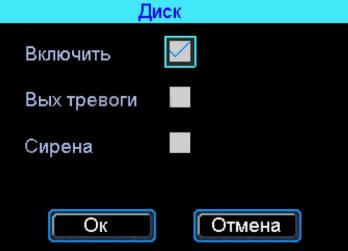 Диск
Включить
Вых тревоги
Сирена
Ок Отмена